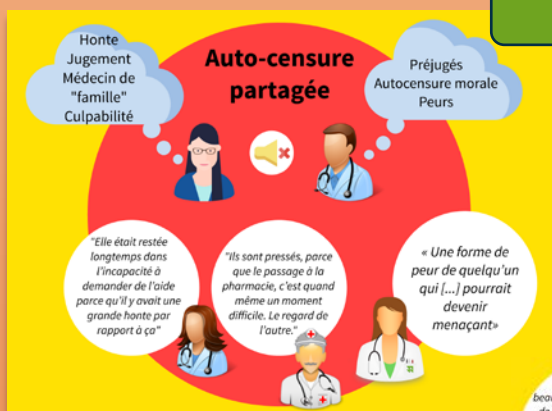 Honte
Jugement
Médecin de
"famille"
Culpabilité
Auto-censure
partagée
Préjugés
Autocensure morale
Peurs
"Elle était restée
longtemps dans
l'incapacité à
demander de l'aide
parce qu'il y avait une
grande honte par
rapport à ça"
"Ils sont pressés, parce
que le passage à la
pharmacie, c'est quand
même un moment
difficile. Le regard de
l'autre."
« Une forme de
peur de quelqu'un
qui [...] pourrait
devenir
menaçant»